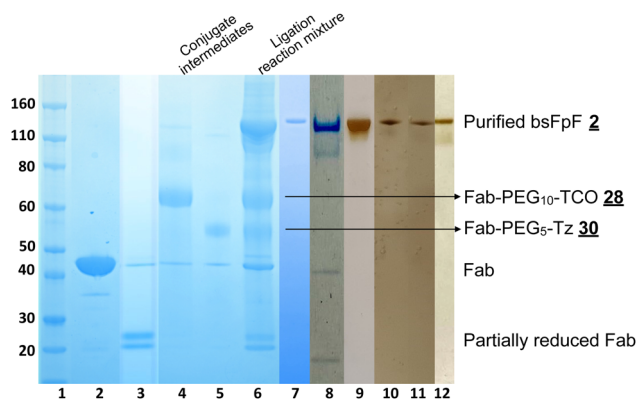 Conjugate
intermediates
Ligation
reaction mixture
160
110
80
60
50
40
30
20
Purified bsFpF 2
Fab-PEG₁₀-TCO 28
Fab-PEG₅-Tz 30
Fab
Partially reduced Fab
1 2 3 4 5 6 7 8 9 10 11 12